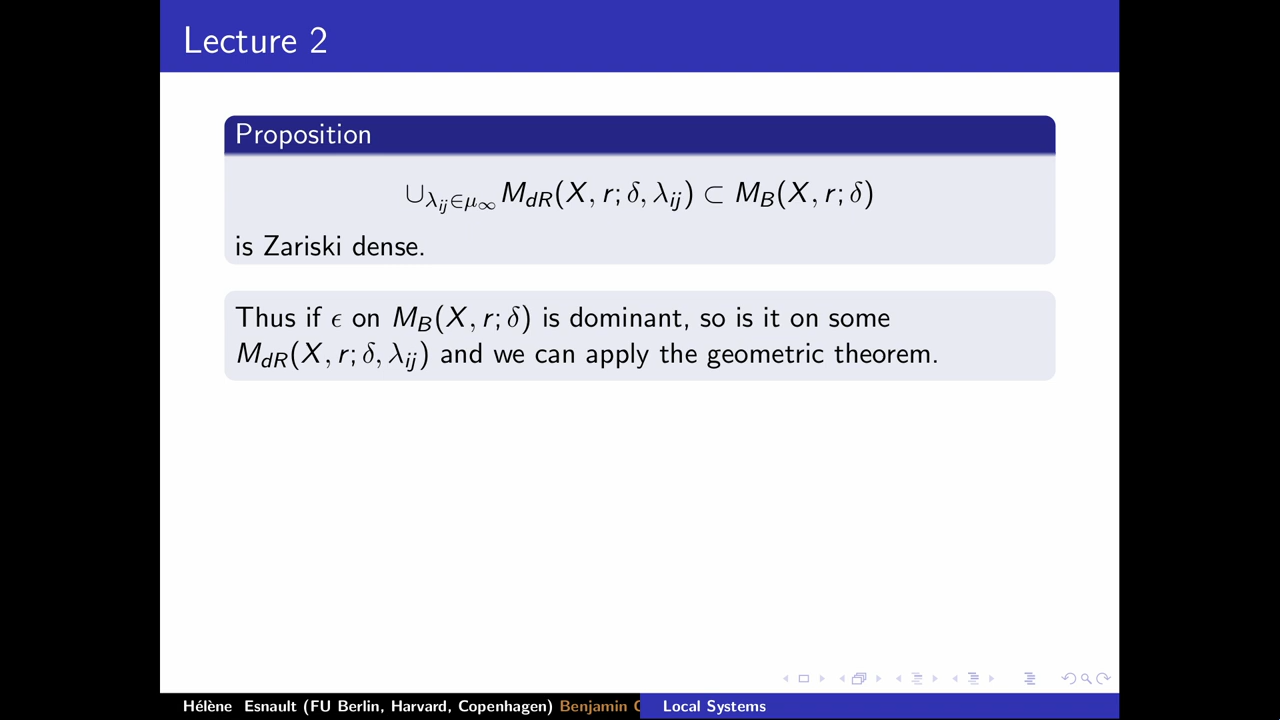 Lecture 2
Proposition
∪_{λ_{ij}∈μ_∞} M_{dR}(X, r; δ, λ_{ij}) ⊂ M_B(X, r; δ)
is Zariski dense.
Thus if ϵ on M_B(X, r; δ) is dominant, so is it on some
M_{dR}(X, r; δ, λ_{ij}) and we can apply the geometric theorem.
Hélène Esnault (FU Berlin, Harvard, Copenhagen) Benjamin Local Systems